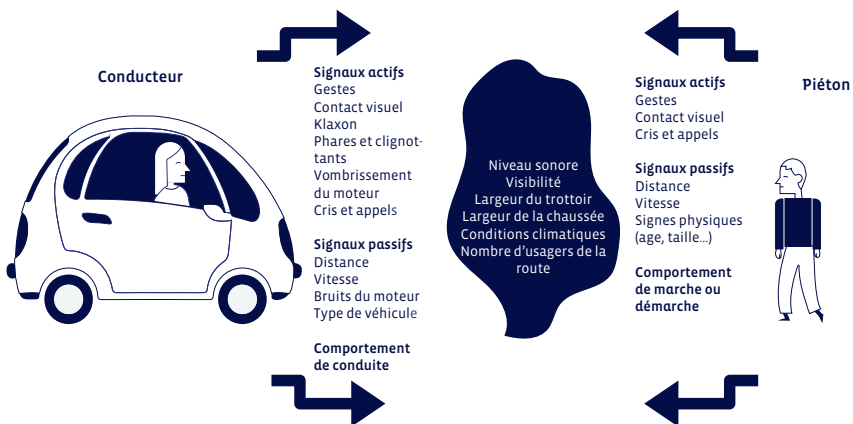 Conducteur
Signaux actifs
Gestes
Contact visuel
Klaxon
Phares et clignot-
tants
Vombrissement
du moteur
Cris et appels
Signaux passifs
Distance
Vitesse
Bruits du moteur
Type de véhicule
Comportement
de conduite
Niveau sonore
Visibilité
Largeur du trottoir
Largeur de la chaussée
Conditions climatiques
Nombre d'usagers de la
route
Signaux actifs
Gestes
Contact visuel
Cris et appels
Signaux passifs
Distance
Vitesse
Signes physiques
(age, taille...)
Comportement
de marche ou
démarche
Piéton